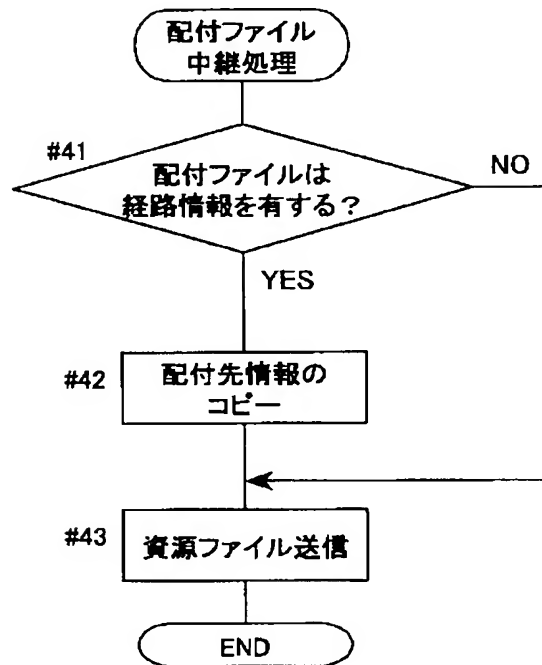 配付ファイル
中継処理
#41
配付ファイルは
経路情報を有する？
NO
YES
#42
配付先情報の
コピー
#43
資源ファイル送信
END